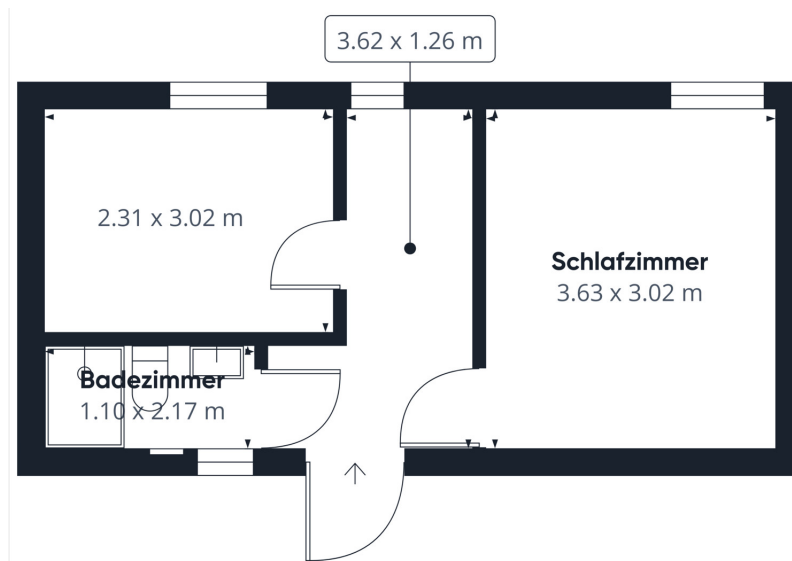 3.62 x 1.26 m
2.31 x 3.02 m
Schlafzimmer
3.63 x 3.02 m
Badezimmer
1.10 x 2.17 m